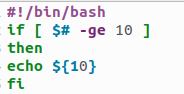 #!/bin/bash
if [ $# -ge 10 ]
then
echo ${10}
fi